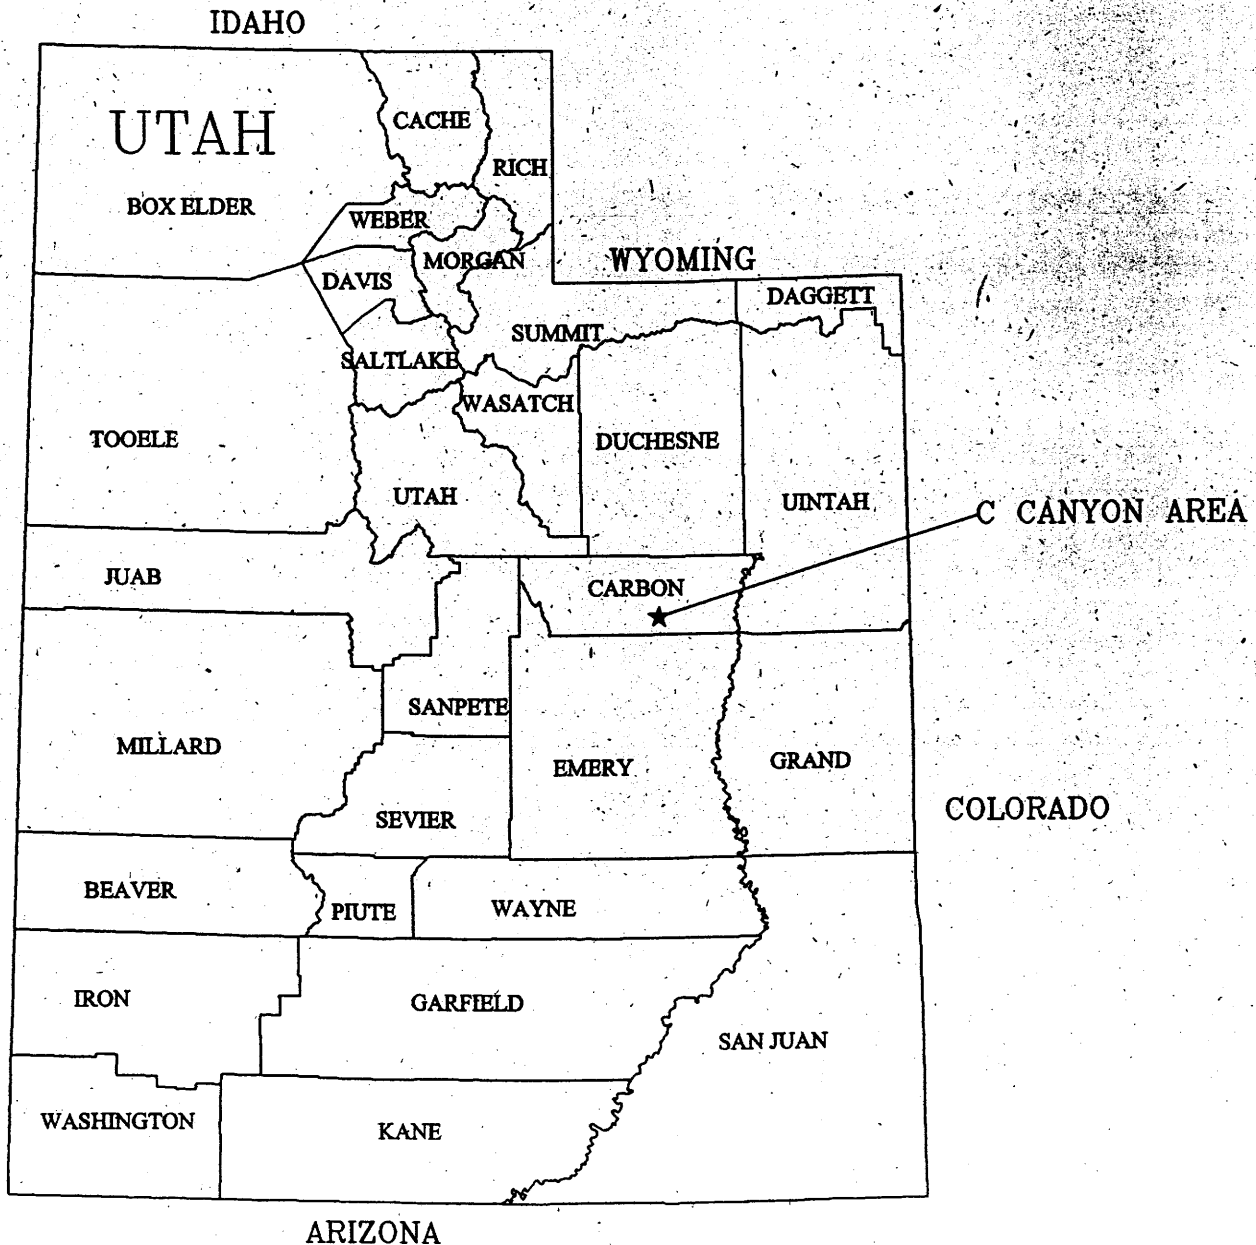 IDAHO
UTAH
CACHE
RICH
BOX ELDER
WEBER
MORGAN
WYOMING
DAVIS
DAGGETT
SUMMIT
SALTLAKE
WASATCH
TOOELE
DUCHESNE
UTAH
UINTAH
C CANYON AREA
JUAB
CARBON
SANPETE
MILLARD
EMERY
GRAND
COLORADO
SEVIER
BEAVER
PIUTE
WAYNE
IRON
GARFIELD
SAN JUAN
WASHINGTON
KANE
ARIZONA